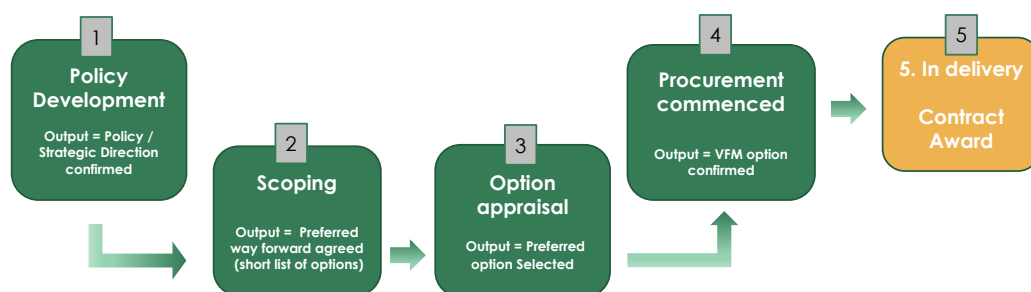 1
Policy
Development
Output = Policy /
Strategic Direction
confirmed
2
Scoping
Output =  Preferred
way forward agreed
(short list of options)
3
Option
appraisal
Output = Preferred
option Selected
4
Procurement
commenced
Output = VFM option
confirmed
5
5. In delivery
Contract
Award